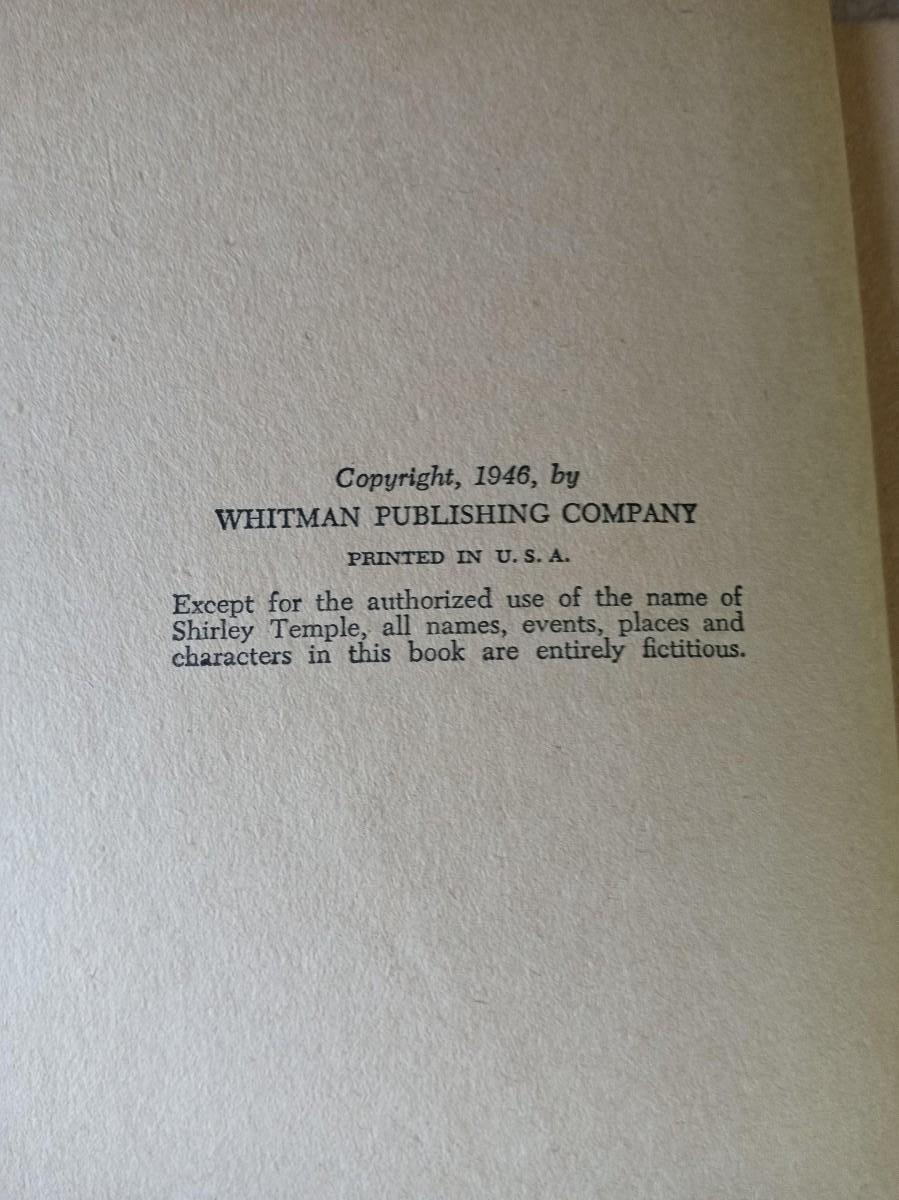 Copyright, 1946, by
WHITMAN PUBLISHING COMPANY
PRINTED IN U. S. A.
Except for the authorized use of the name of
Shirley Temple, all names, events, places and
characters in this book are entirely fictitious.